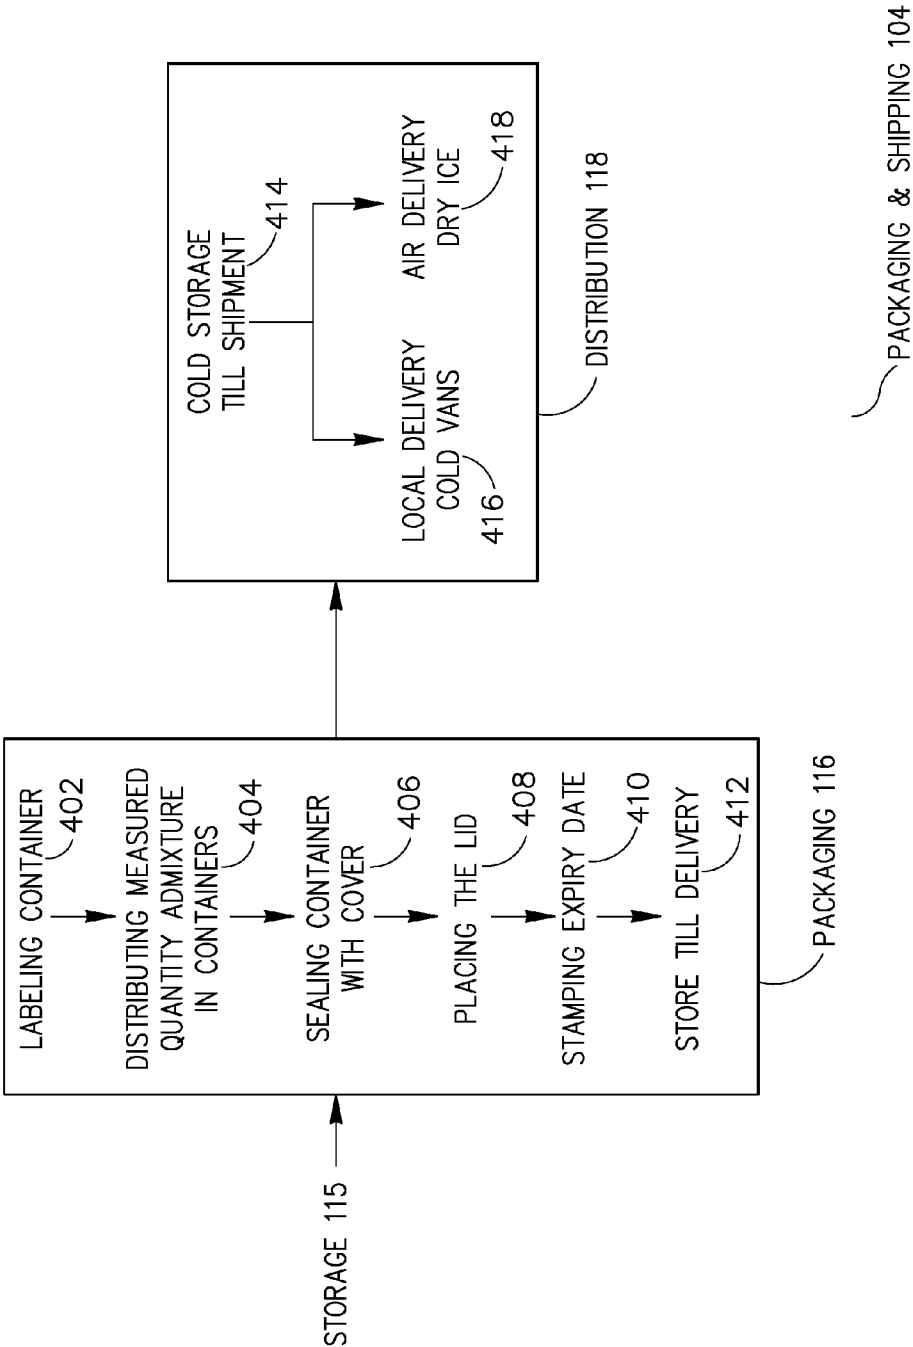 STORAGE 115
LABELING CONTAINER
402
DISTRIBUTING MEASURED
QUANTITY ADMIXTURE
IN CONTAINERS
404
SEALING CONTAINER
WITH COVER
406
PLACING THE LID
408
STAMPING EXPIRY DATE
410
STORE TILL DELIVERY
412
PACKAGING 116
COLD STORAGE
TILL SHIPMENT
414
LOCAL DELIVERY
COLD VANS
416
AIR DELIVERY
DRY ICE
418
DISTRIBUTION 118
PACKAGING & SHIPPING 104